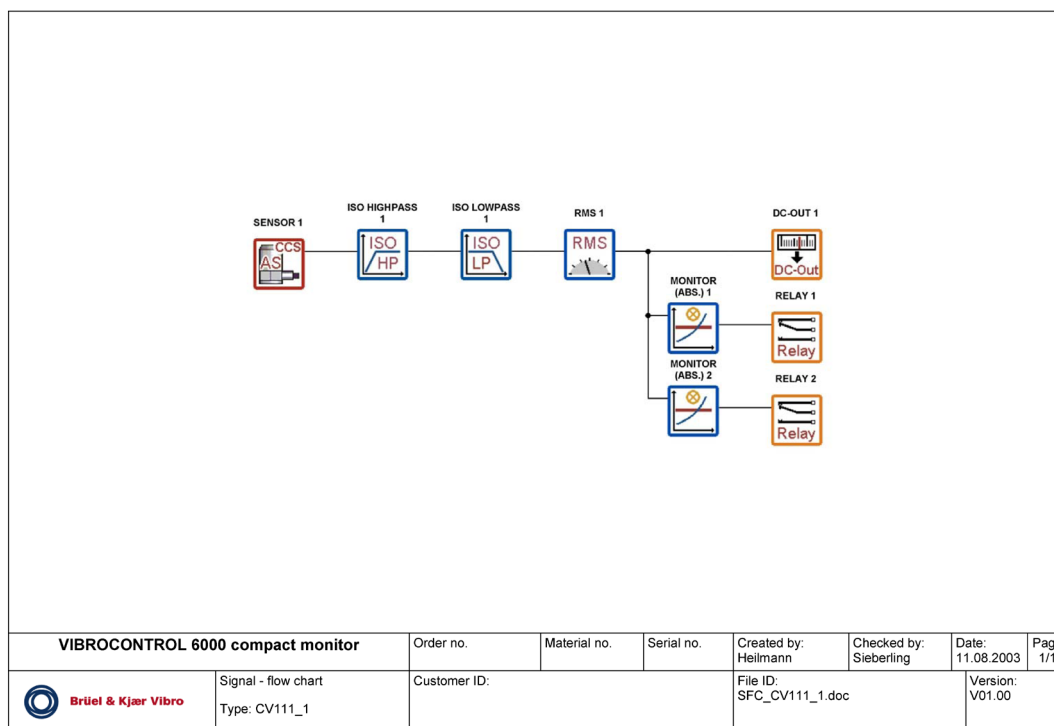 SENSOR 1
ISO HIGHPASS
1
ISO LOWPASS
1
RMS 1
DC-OUT 1
CCS
AS
ISO
HP
ISO
LP
RMS
DC-Out
MONITOR
(ABS.) 1
RELAY 1
Relay
MONITOR
(ABS.) 2
RELAY 2
Relay
VIBROCONTROL 6000 compact monitor
Order no.
Material no.
Serial no.
Created by:
Heilmann
Checked by:
Sieberling
Date:
11.08.2003
Pag
1/1
Brüel & Kjær Vibro
Signal - flow chart
Type: CV111_1
Customer ID:
File ID:
SFC_CV111_1.doc
Version:
V01.00